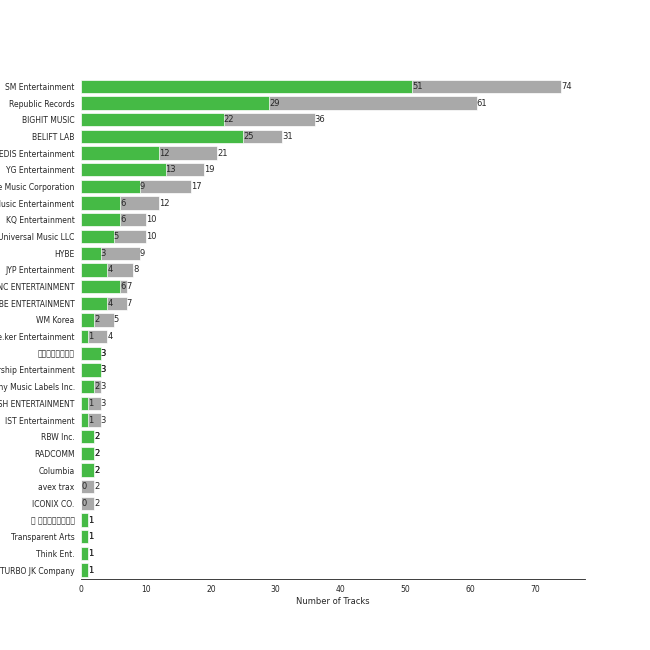 SM Entertainment 51 74
Republic Records 29 61
BIGHIT MUSIC 22 36
BELIFT LAB 25 31
EDIS Entertainment 12 21
YG Entertainment 13 19
e Music Corporation 9 17
Music Entertainment 6 12
KQ Entertainment 6 10
Universal Music LLC 5 10
HYBE 3 9
JYP Entertainment 4 8
NC ENTERTAINMENT 6 7
BE ENTERTAINMENT 4 7
WM Korea 2 5
e.ker Entertainment 1 4
3
rship Entertainment 3
ny Music Labels Inc. 2 3
SH ENTERTAINMENT 1 3
IST Entertainment 1 3
RBW Inc. 2
RADCOMM 2
Columbia 2
avex trax 0 2
ICONIX CO. 0 2
1
Transparent Arts 1
Think Ent. 1
TURBO JK Company 1
0 10 20 30 40 50 60 70
Number of Tracks